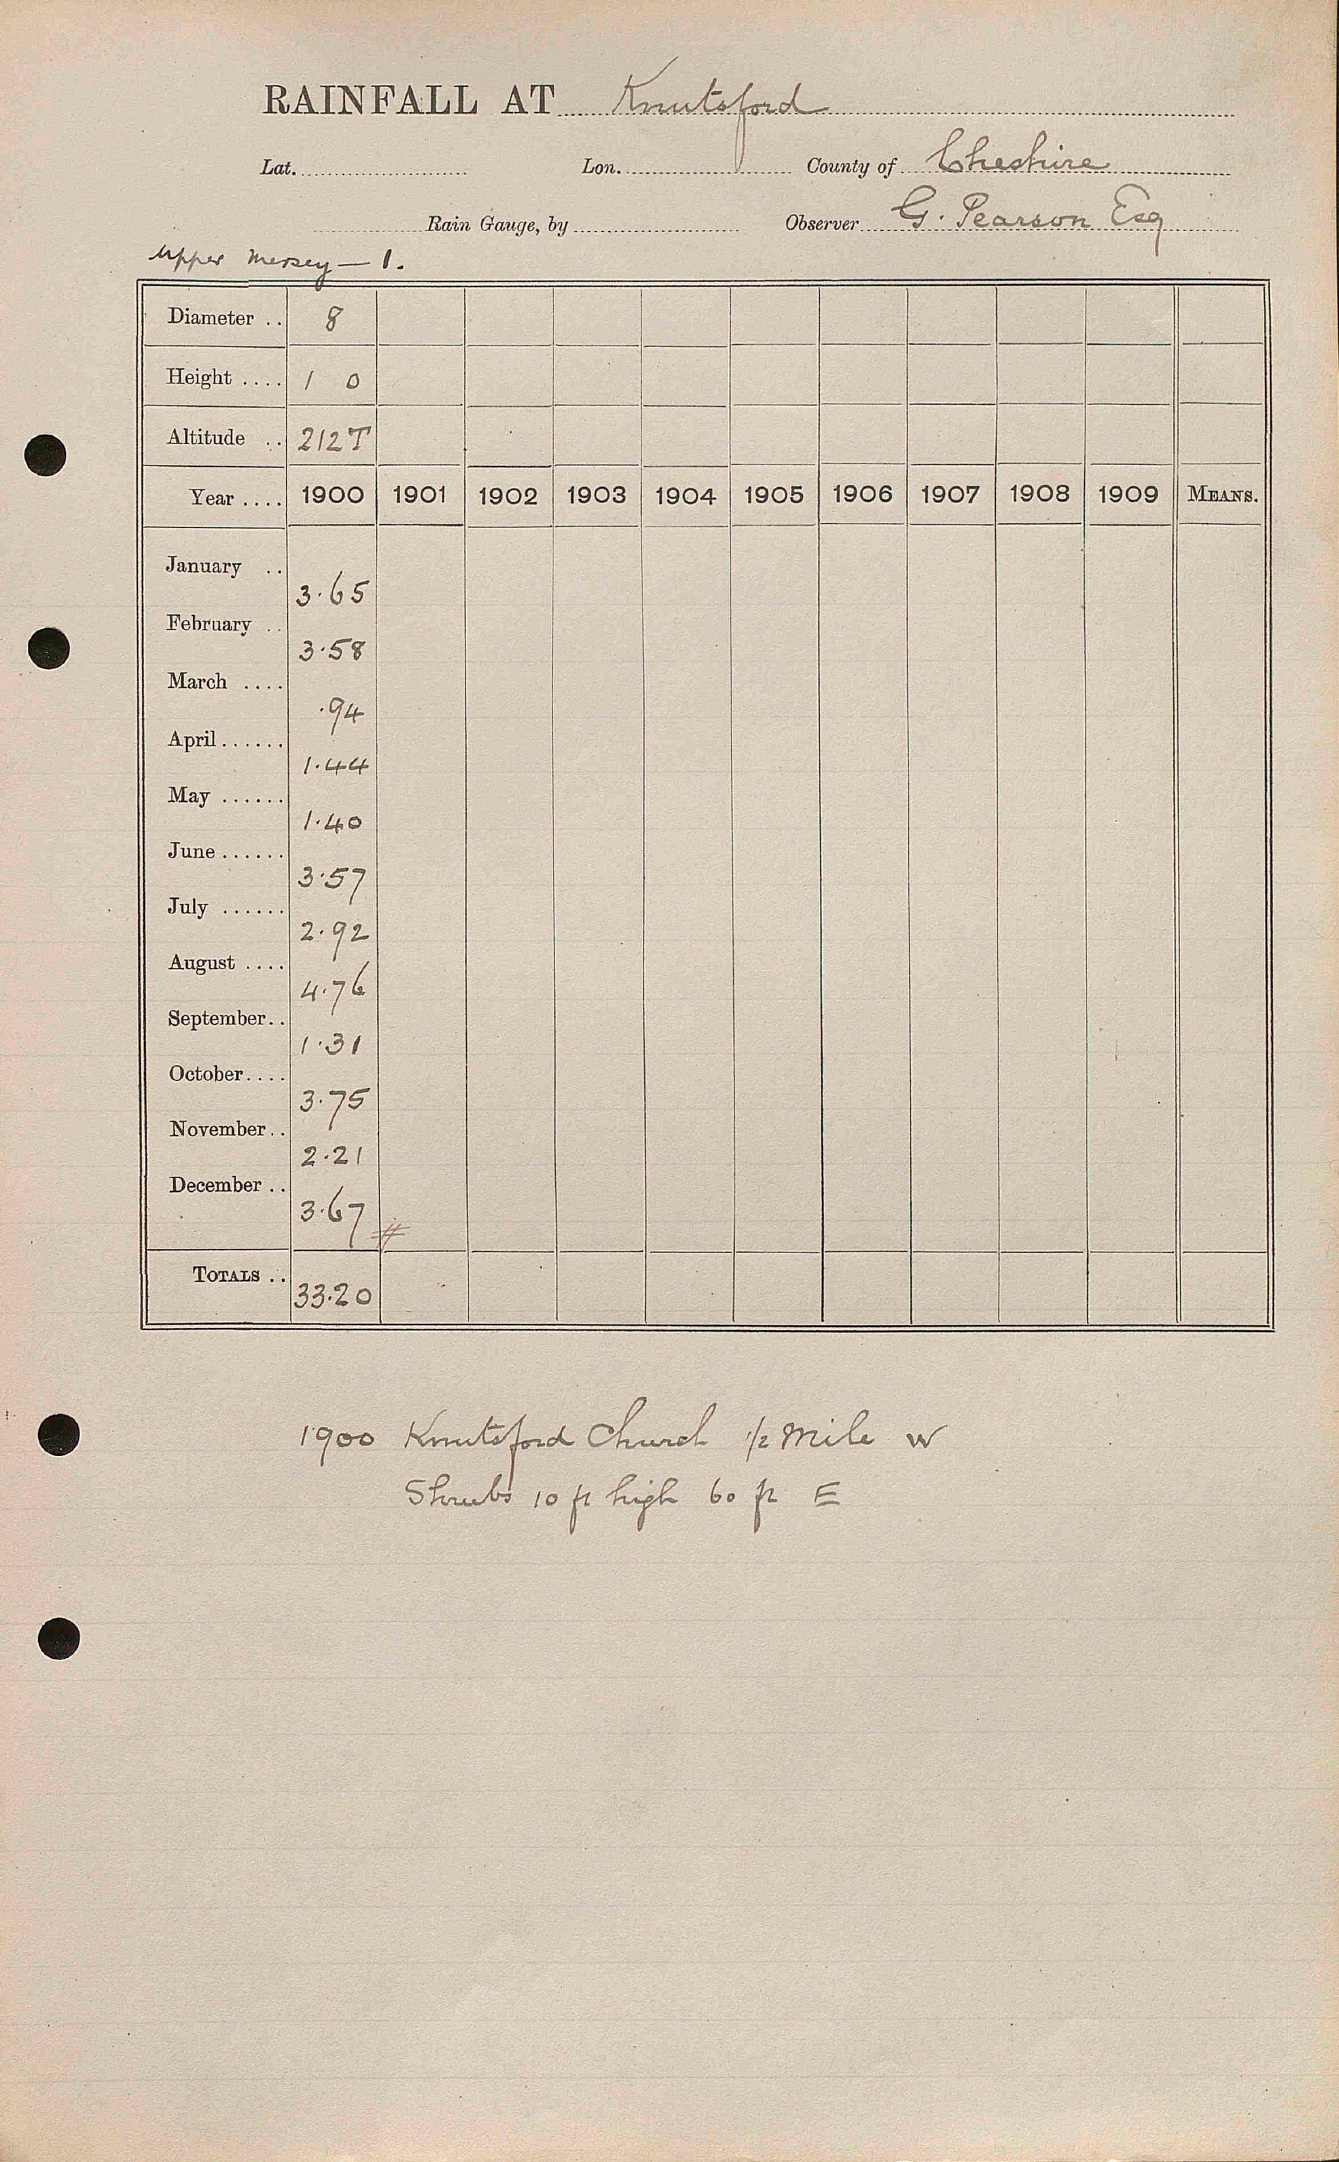 RAINFALL AT Knutsford
Lat. Lon. County of Cheshire
Rain Gauge, by Observer G. Pearson Esq
Upper Mersey — 1.
Diameter .. 8
Height .... 1 0
Altitude .. 212T
Year .... 1900 1901 1902 1903 1904 1905 1906 1907 1908 1909 MEANS.
January .. 3.65
February .. 3.58
March .... .94
April ...... 1.44
May ...... 1.40
June ...... 3.57
July ...... 2.92
August .... 4.76
September.. 1.31
October.... 3.75
November.. 2.21
December .. 3.67 #
TOTALS .. 33.20
1900 Knutsford Church 1/2 Mile W
Shrubs 10 ft high 60 ft E